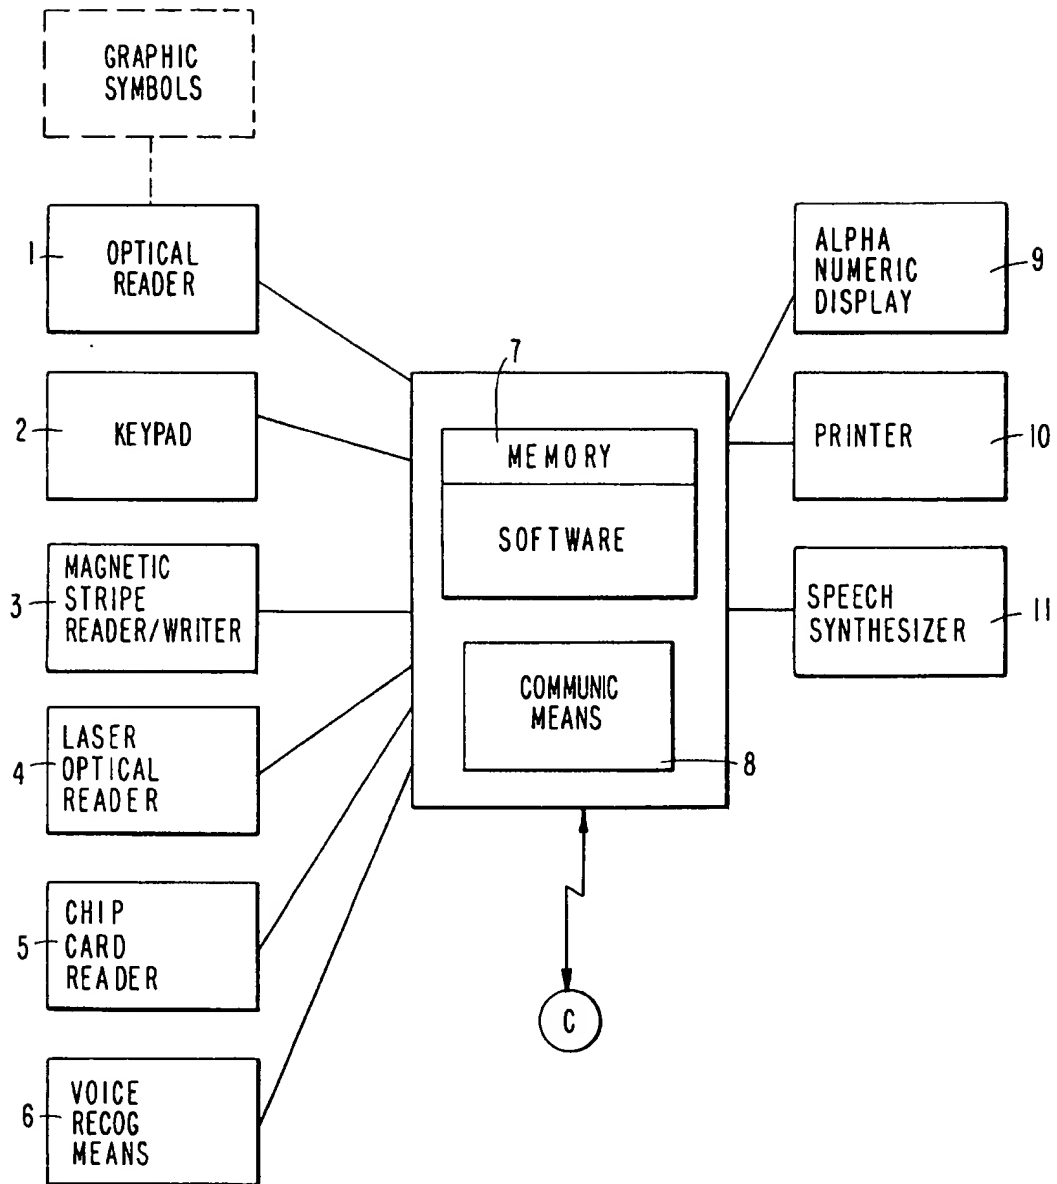 GRAPHIC
SYMBOLS
1
OPTICAL
READER
2
KEYPAD
3
MAGNETIC
STRIPE
READER/WRITER
4
LASER
OPTICAL
READER
5
CHIP
CARD
READER
6
VOICE
RECOG
MEANS
7
MEMORY
SOFTWARE
COMMUNIC
MEANS
8
C
ALPHA
NUMERIC
DISPLAY
9
PRINTER
10
SPEECH
SYNTHESIZER
11